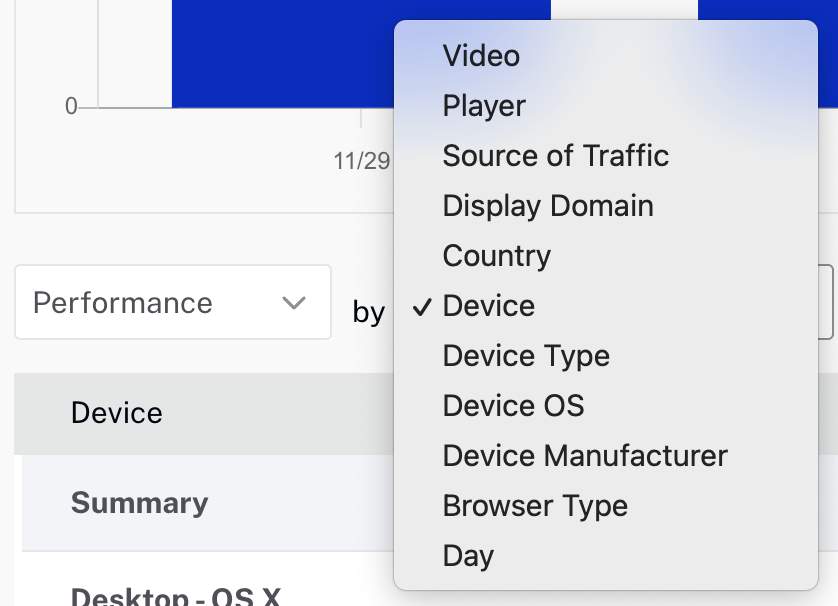 0
11/29
Video
Player
Source of Traffic
Display Domain
Country
✓ Device
Device Type
Device OS
Device Manufacturer
Browser Type
Day
Performance
by
Device
Summary
Desktop - OS X